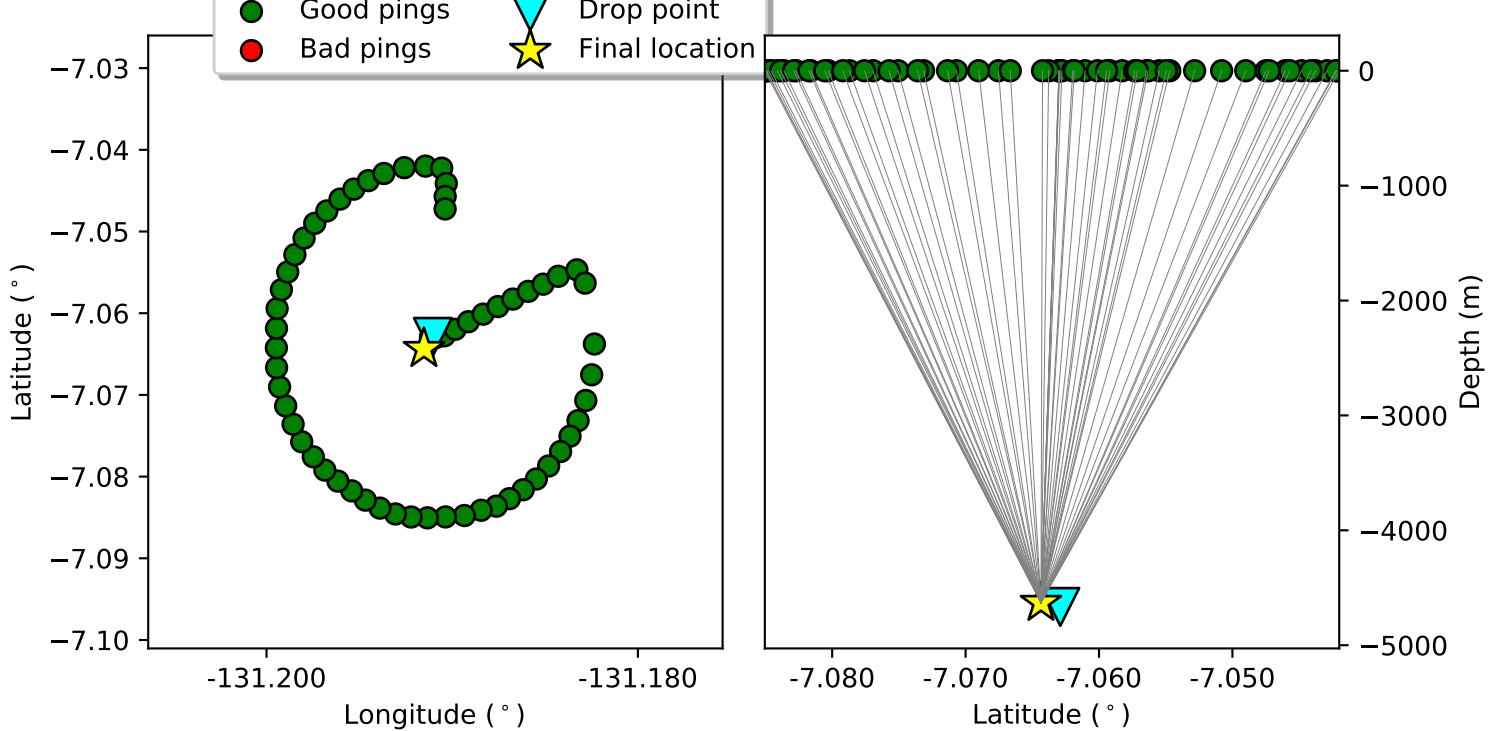 Good pings
Drop point
Bad pings
Final location
−7.03
−7.04
−7.05
−7.06
−7.07
−7.08
−7.09
−7.10
Latitude (°)
-131.200
-131.180
Longitude (°)
0
−1000
−2000
−3000
−4000
−5000
Depth (m)
-7.080
-7.070
-7.060
-7.050
Latitude (°)